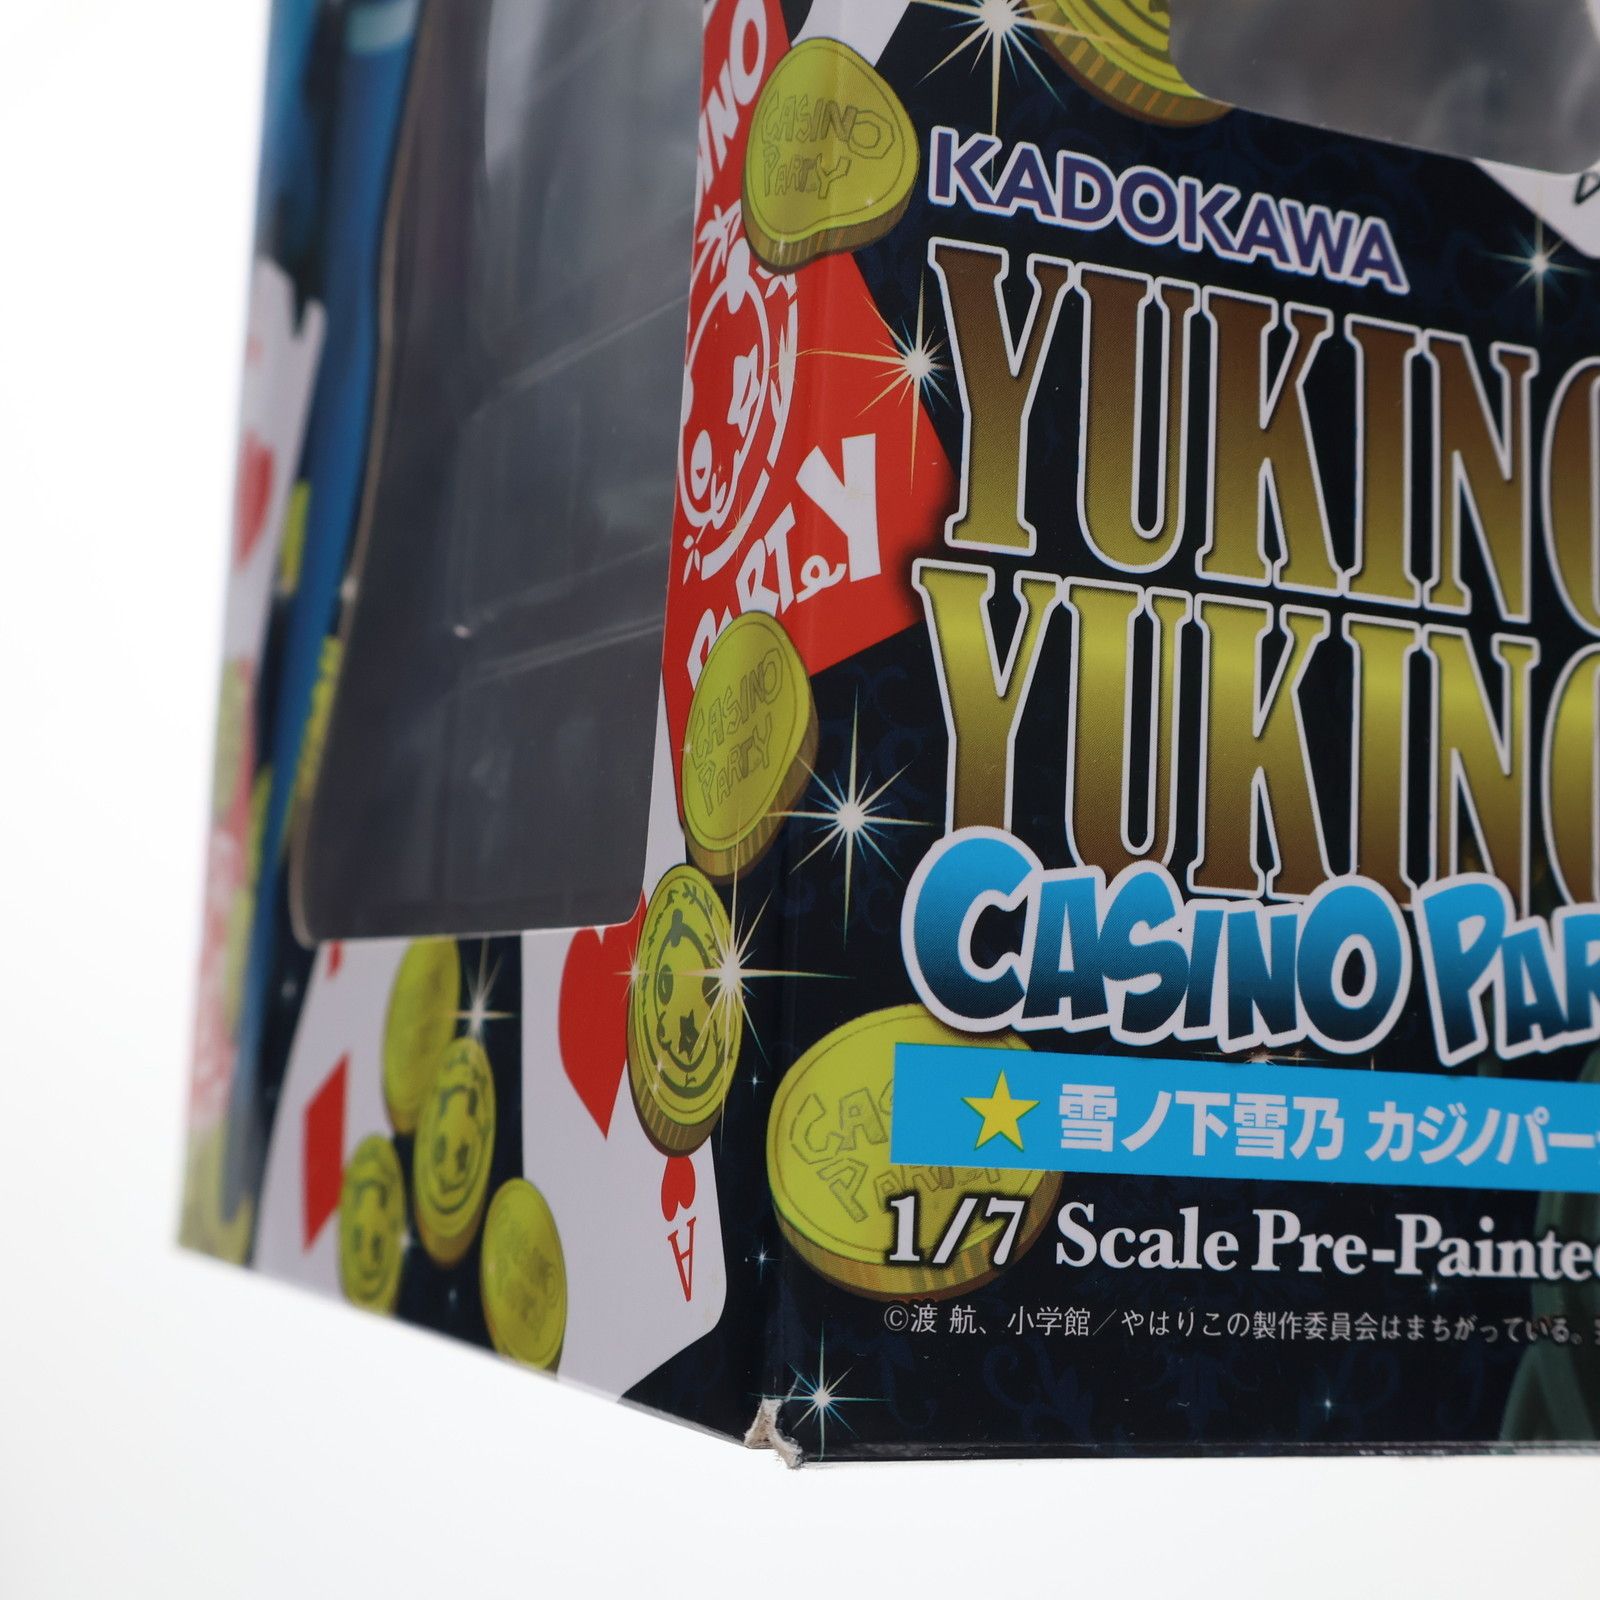 CASINO
PARTY
KADOKAWA
YUKINO
YUKINO
PARTY
CASINO
PARTY
CASINO PAR
★雪ノ下雪乃 カジノパー
CASINO
PARTY
1/7 Scale Pre-Painte
©渡 航、小学館／やはりこの製作委員会はまちがっている。
A